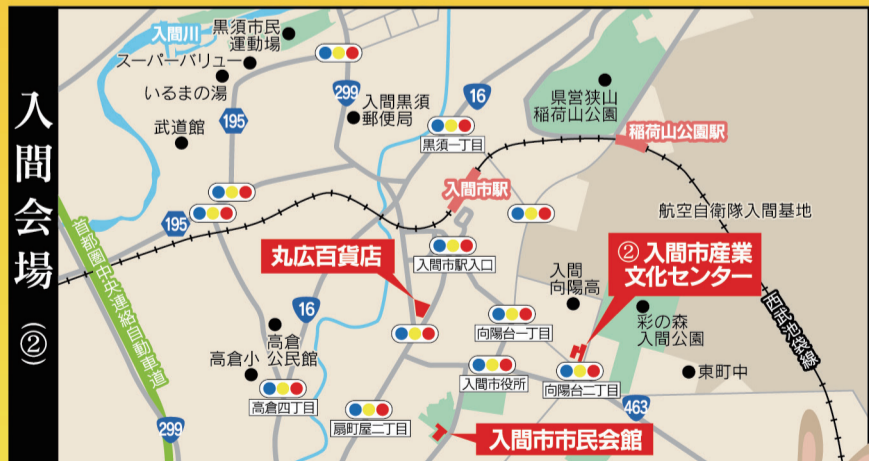 入間会場
(②)
入間川
黒須市民
運動場
スーパーバリュー
いるまの湯
武道館
195
299
入間黒須
郵便局
16
黒須一丁目
県営狭山
稲荷山公園
稲荷山公園駅
入間市駅
195
航空自衛隊入間基地
首都圏中央連絡自動車道
丸広百貨店
入間市駅入口
② 入間市産業
文化センター
入間
向陽高
16
向陽台一丁目
彩の森
入間公園
西武池袋線
高倉
公民館
高倉小
入間市役所
向陽台二丁目
東町中
高倉四丁目
扇町屋二丁目
463
299
入間市市民会館